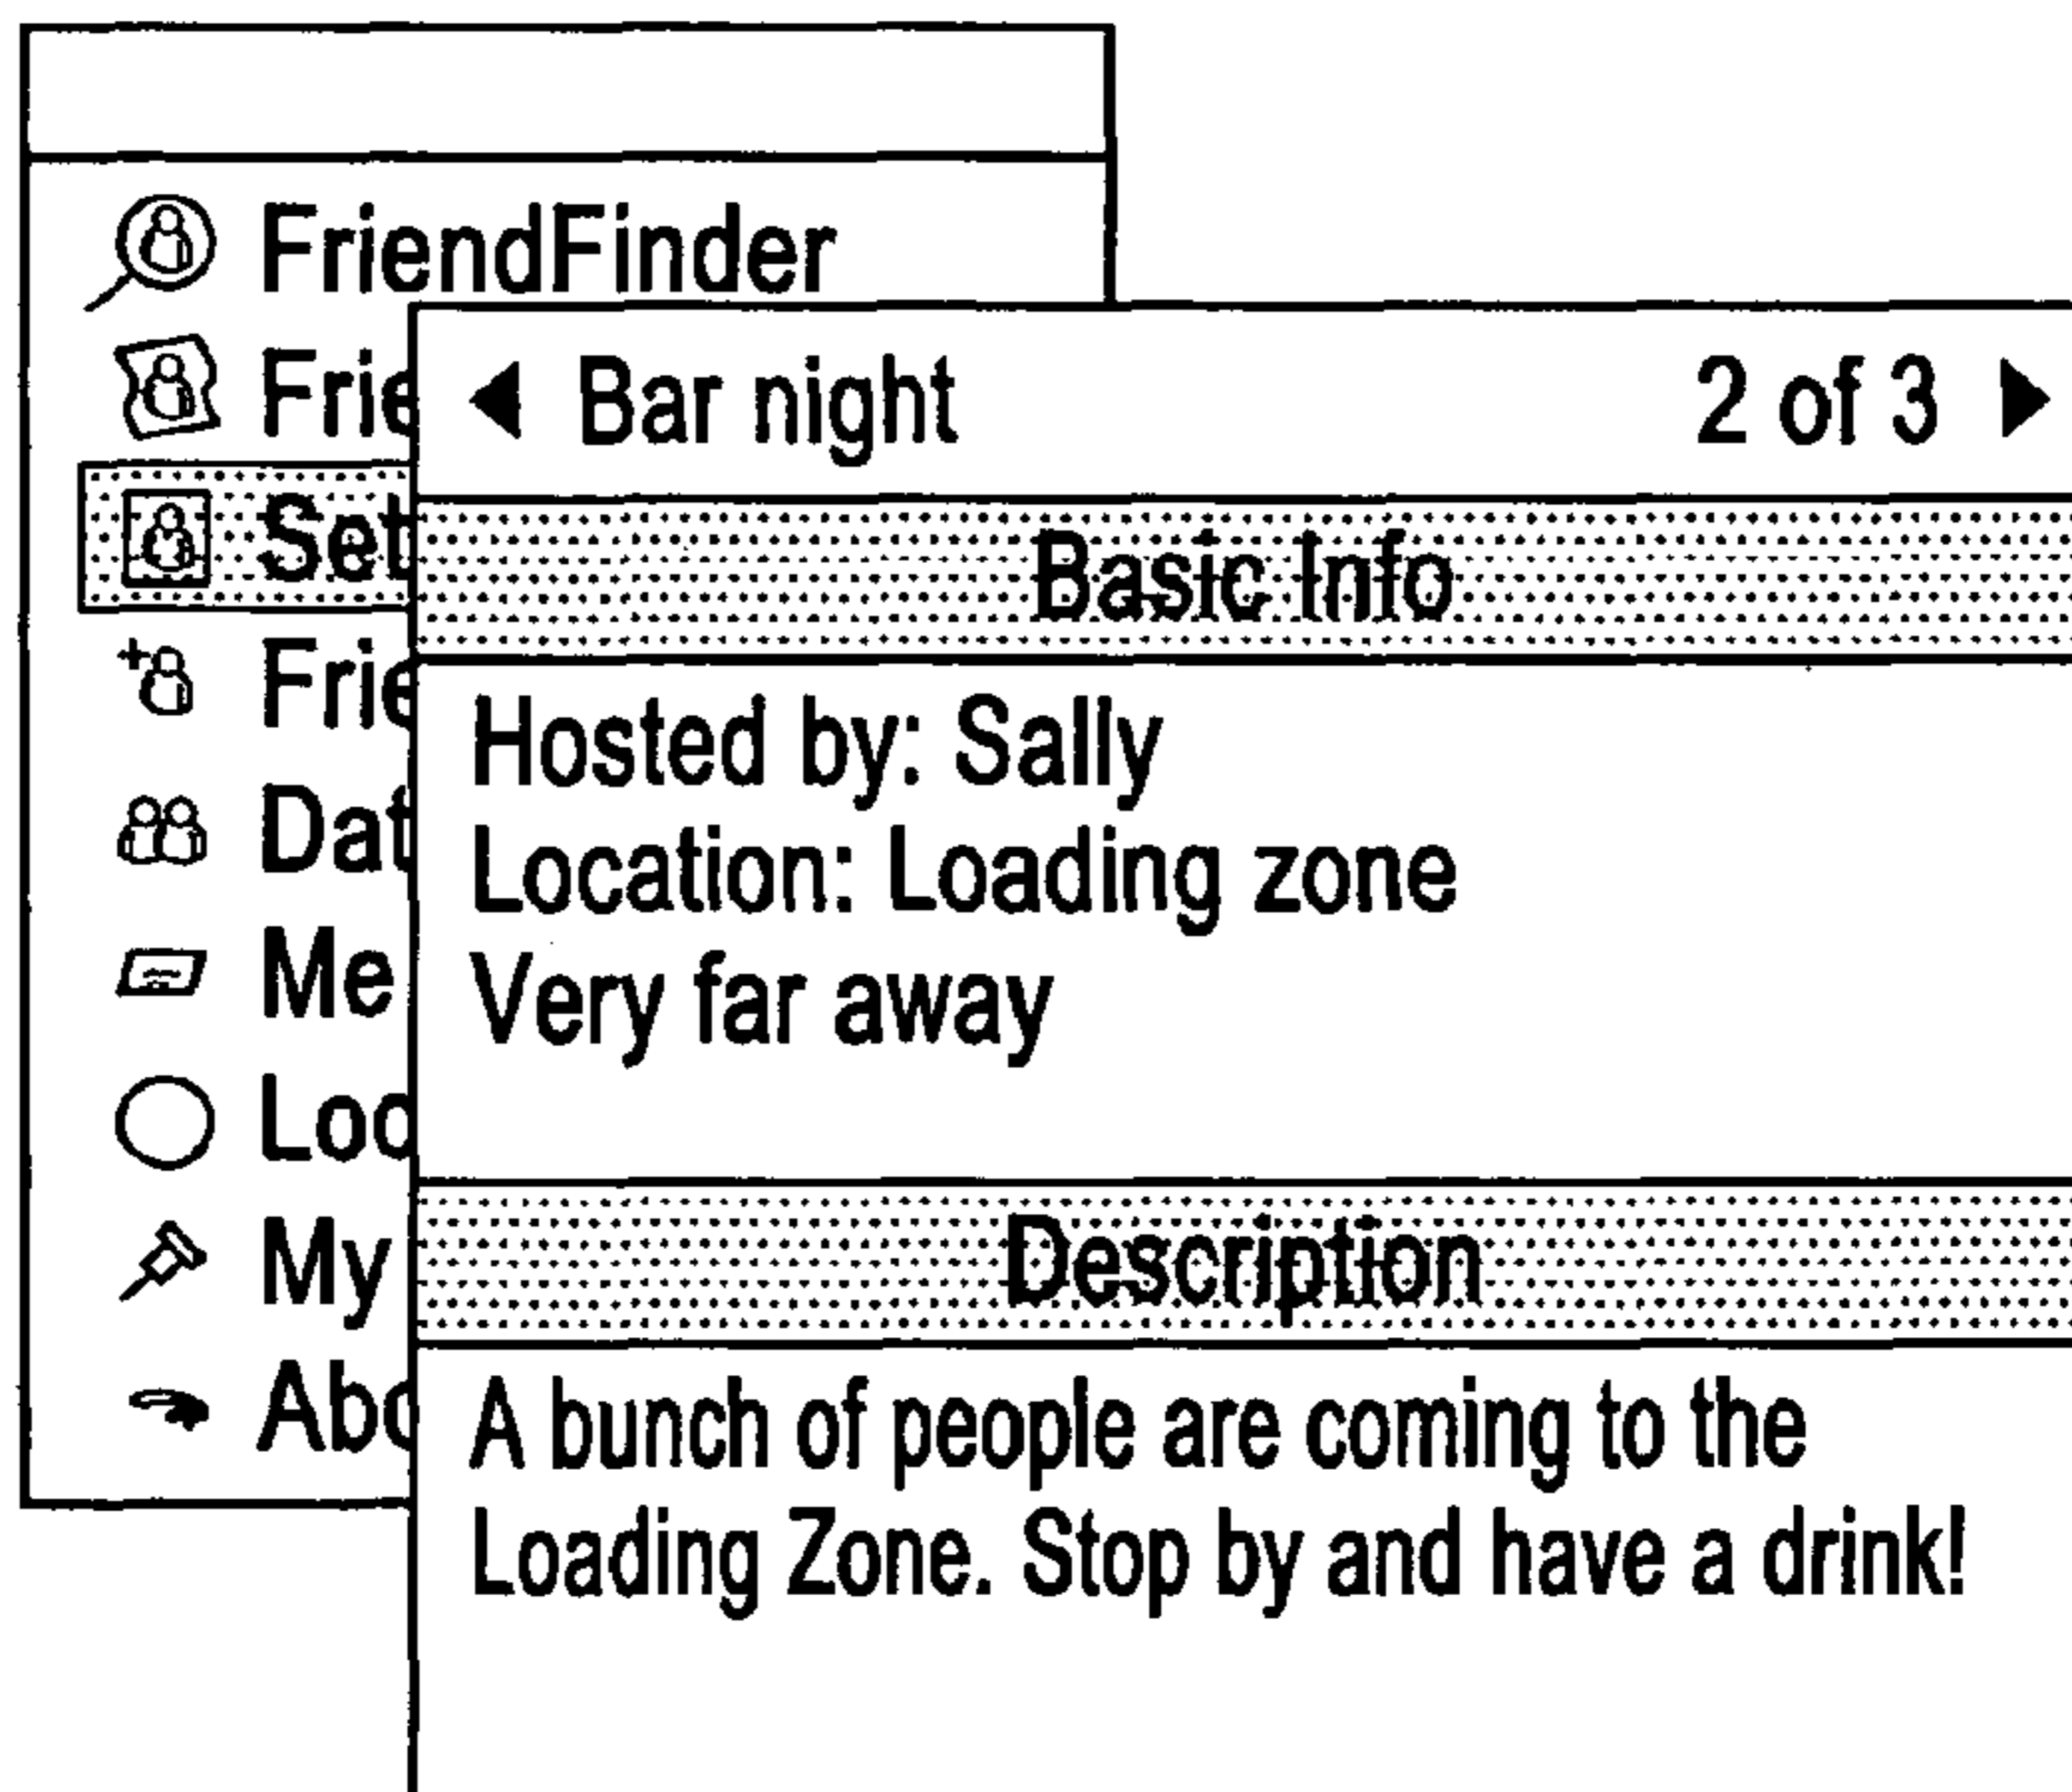 FriendFinder
Frie
Set
Frie
Dat
Me
Loc
My
Abo
Bar night 2 of 3
Basic Info
Hosted by: Sally
Location: Loading zone
Very far away
Description
A bunch of people are coming to the
Loading Zone. Stop by and have a drink!